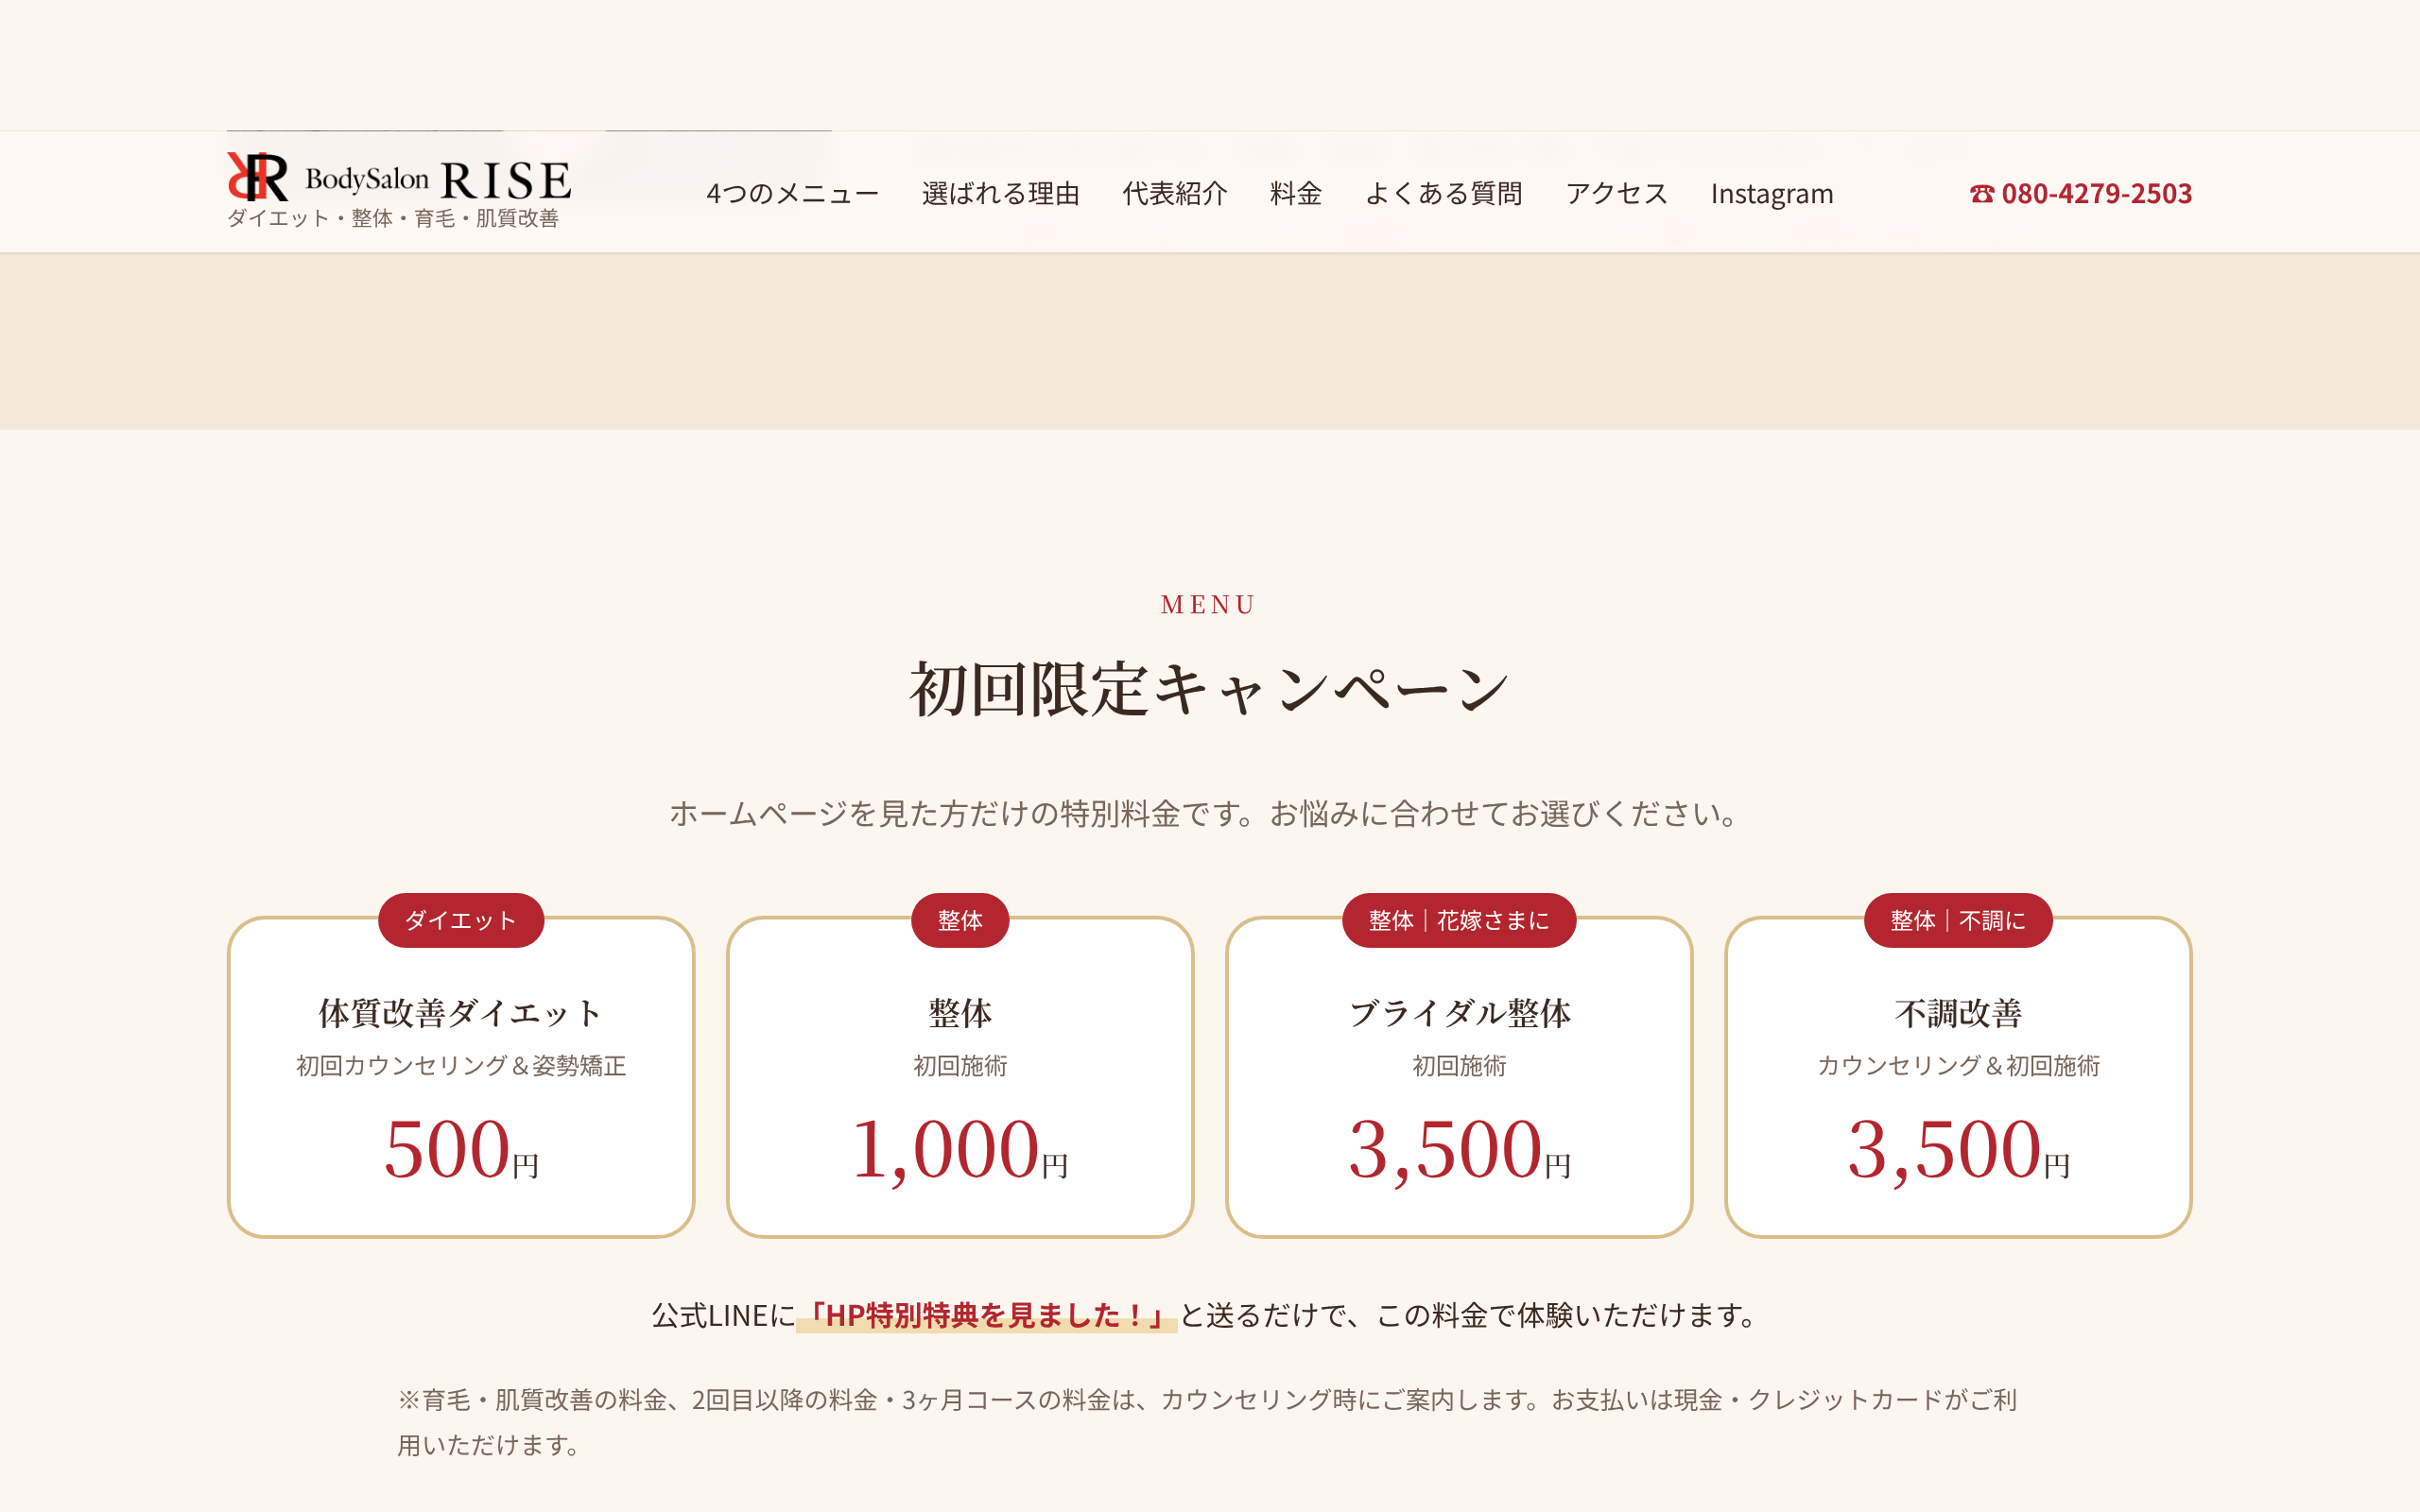 BodySalon RISE
ダイエット・整体・育毛・肌質改善
4つのメニュー 選ばれる理由 代表紹介 料金 よくある質問 アクセス Instagram
☎ 080-4279-2503
MENU
初回限定キャンペーン
ホームページを見た方だけの特別料金です。お悩みに合わせてお選びください。
ダイエット
体質改善ダイエット
初回カウンセリング＆姿勢矯正
500円
整体
整体
初回施術
1,000円
整体｜花嫁さまに
ブライダル整体
初回施術
3,500円
整体｜不調に
不調改善
カウンセリング＆初回施術
3,500円
公式LINEに「HP特別特典を見ました！」と送るだけで、この料金で体験いただけます。
※育毛・肌質改善の料金、2回目以降の料金・3ヶ月コースの料金は、カウンセリング時にご案内します。お支払いは現金・クレジットカードがご利
用いただけます。